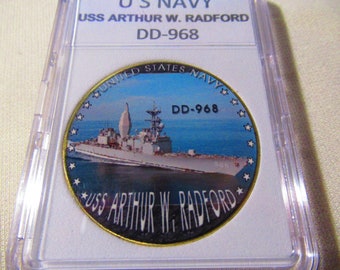 U S NAVY
USS ARTHUR W. RADFORD
DD-968
UNITED STATES NAVY
DD-968
USS ARTHUR W. RADFORD